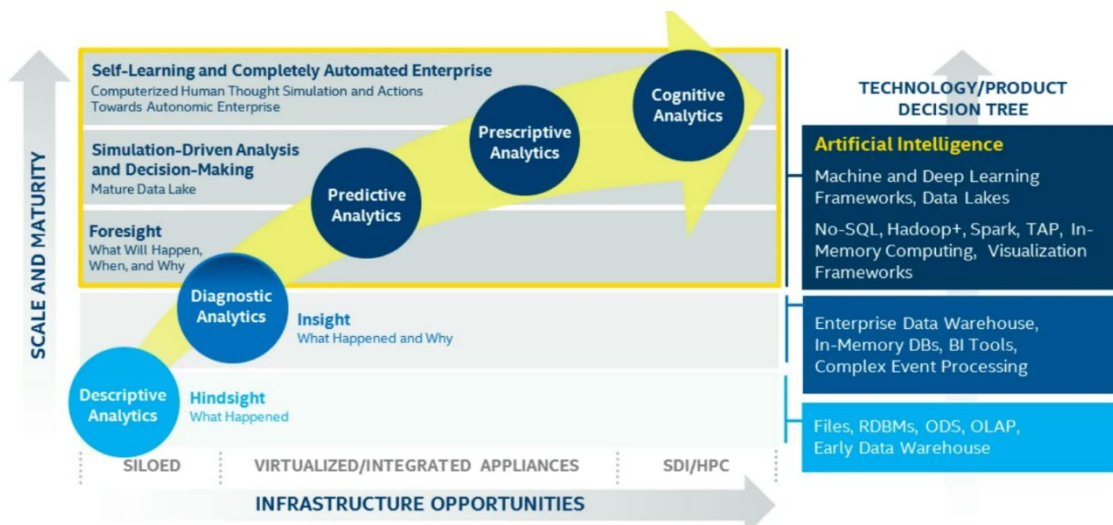 SCALE AND MATURITY
Self-Learning and Completely Automated Enterprise
Computerized Human Thought Simulation and Actions
Towards Autonomic Enterprise
Simulation-Driven Analysis
and Decision-Making
Mature Data Lake
Foresight
What Will Happen,
When, and Why
Insight
What Happened and Why
Hindsight
What Happened
Descriptive
Analytics
Diagnostic
Analytics
Predictive
Analytics
Prescriptive
Analytics
Cognitive
Analytics
SILOED
VIRTUALIZED/INTEGRATED APPLIANCES
SDI/HPC
INFRASTRUCTURE OPPORTUNITIES
TECHNOLOGY/PRODUCT
DECISION TREE
Artificial Intelligence
Machine and Deep Learning
Frameworks, Data Lakes
No-SQL, Hadoop+, Spark, TAP, In-
Memory Computing, Visualization
Frameworks
Enterprise Data Warehouse,
In-Memory DBs, BI Tools,
Complex Event Processing
Files, RDBMs, ODS, OLAP,
Early Data Warehouse